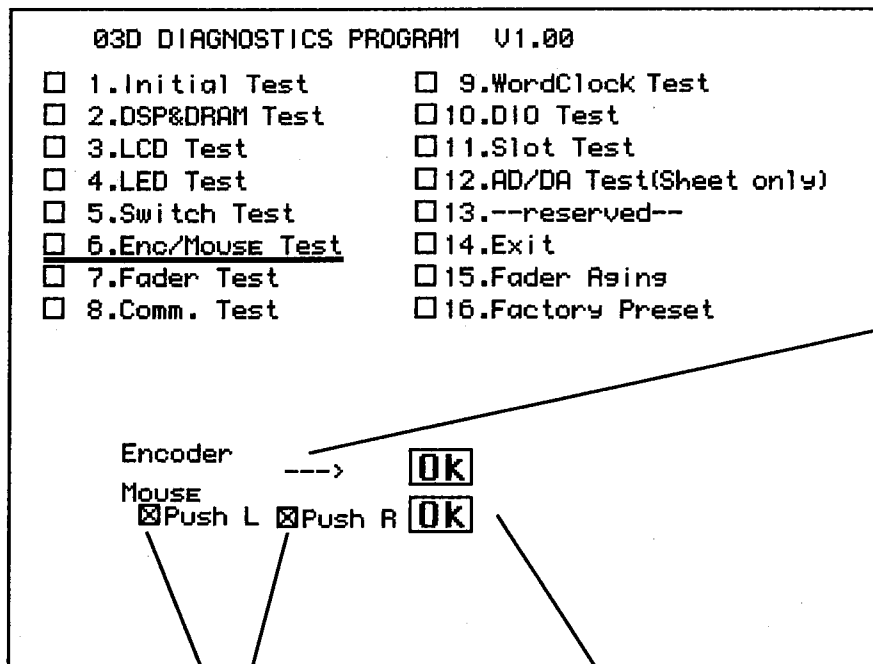 03D DIAGNOSTICS PROGRAM V1.00
1.Initial Test
2.DSP&DRAM Test
3.LCD Test
4.LED Test
5.Switch Test
6.Enc/Mouse Test
7.Fader Test
8.Comm. Test
9.WordClock Test
10.DIO Test
11.Slot Test
12.AD/DA Test(Sheet only)
13.--reserved--
14.Exit
15.Fader Aging
16.Factory Preset
Encoder ---> Ok
Mouse
Push L Push R Ok